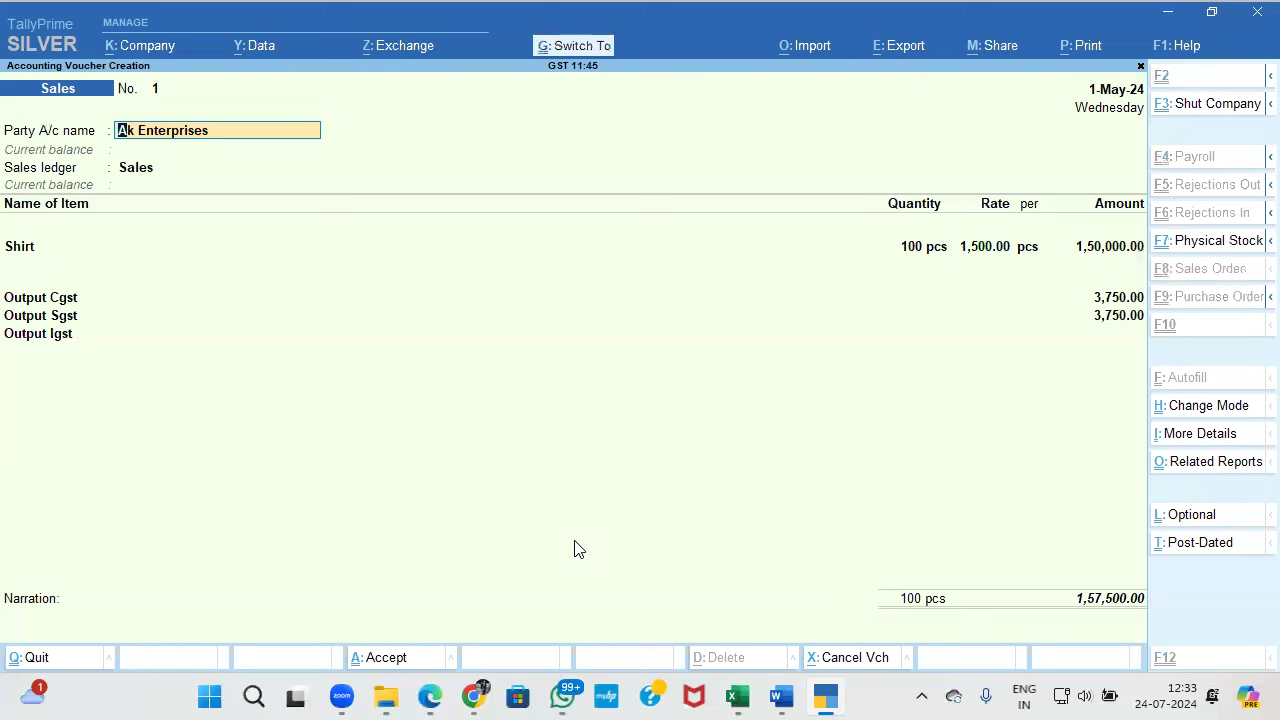 TallyPrime
MANAGE
SILVER
K: Company
Y: Data
Z: Exchange
G: Switch To
O: Import
E: Export
M: Share
P: Print
F1: Help
Accounting Voucher Creation
GST 11:45
Sales
No. 1
1-May-24
Wednesday
Party A/c name : Ak Enterprises
Current balance :
Sales ledger : Sales
Current balance :
Name of Item Quantity Rate per Amount
Shirt 100 pcs 1,500.00 pcs 1,50,000.00
Output Cgst 3,750.00
Output Sgst 3,750.00
Output Igst
Narration: 100 pcs 1,57,500.00
F2
F3: Shut Company
F4: Payroll
F5: Rejections Out
F6: Rejections In
F7: Physical Stock
F8: Sales Order
F9: Purchase Order
F10
F: Autofill
H: Change Mode
I: More Details
O: Related Reports
L: Optional
T: Post-Dated
F12
Q: Quit
A: Accept
D: Delete
X: Cancel Vch
1
zoom
99+
myhp
ENG
IN
12:33
24-07-2024
PRE